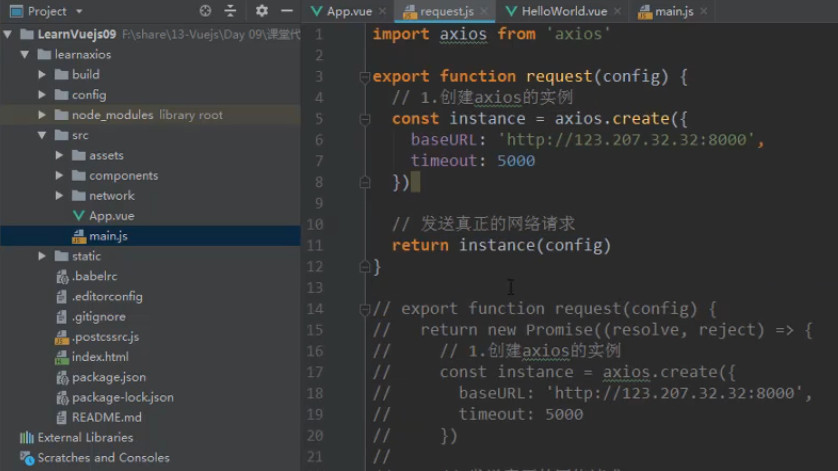 Project
LearnVuejs09 F:\share\13-Vuejs\Day 09\课堂代
learnaxios
build
config
node_modules library root
src
assets
components
network
App.vue
main.js
static
.babelrc
.editorconfig
.gitignore
.postcssrc.js
index.html
package.json
package-lock.json
README.md
External Libraries
Scratches and Consoles
App.vue request.js HelloWorld.vue main.js
1 import axios from 'axios'
2
3 export function request(config) {
4 // 1.创建axios的实例
5 const instance = axios.create({
6 baseURL: 'http://123.207.32.32:8000',
7 timeout: 5000
8 })
9
10 // 发送真正的网络请求
11 return instance(config)
12 }
13
14 // export function request(config) {
15 // return new Promise((resolve, reject) => {
16 // // 1.创建axios的实例
17 // const instance = axios.create({
18 // baseURL: 'http://123.207.32.32:8000',
19 // timeout: 5000
20 // })
21 //